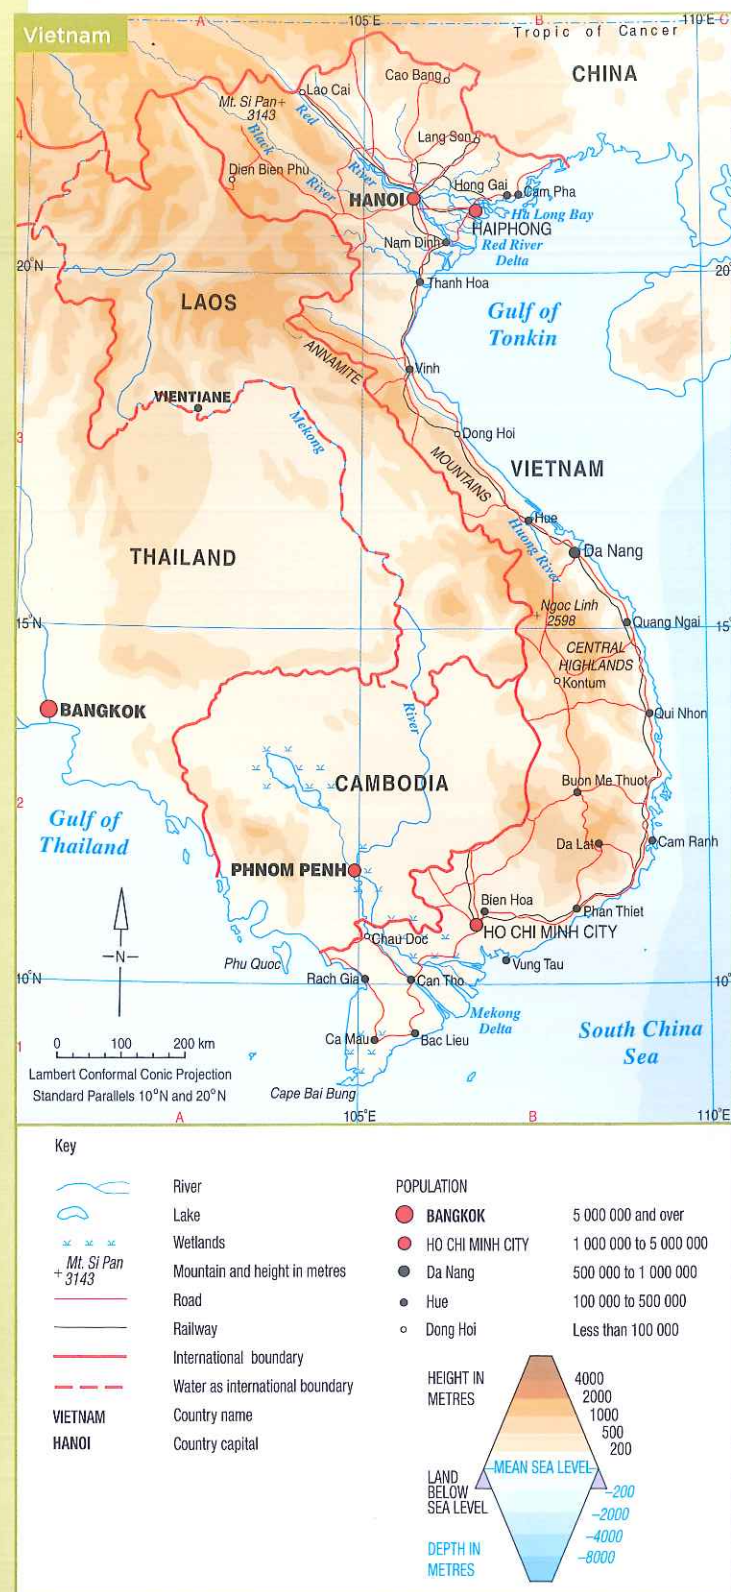 Vietnam
A
105°E
B
110°E
C
Tropic of Cancer
CHINA
Cao Bang
Lao Cai
Mt. Si Pan+
3143
Red
River
4
Lang Son
Black
River
Dien Bien Phu
Hong Gai
Cam Pha
HANOI
Ha Long Bay
HAIPHONG
Nam Dinh
Red River
Delta
20°N
20°
Thanh Hoa
LAOS
Gulf of
Tonkin
ANNAMITE
Vinh
VIENTIANE
Mekong
3
Dong Hoi
MOUNTAINS
VIETNAM
Hue
Huong River
Da Nang
THAILAND
+ Ngoc Linh
2598
15°N
15°
Quang Ngai
CENTRAL
HIGHLANDS
Kontum
BANGKOK
River
Qui Nhon
CAMBODIA
Buon Me Thuot
2
Gulf of
Thailand
Da Lat
Cam Ranh
PHNOM PENH
Bien Hoa
Phan Thiet
HO CHI MINH CITY
Chau Doc
N
Phu Quoc
Vung Tau
10°N
10°
Rach Gia
Can Tho
Mekong
Delta
South China
Sea
1
Ca Mau
Bac Lieu
0 100 200 km
Lambert Conformal Conic Projection
Standard Parallels 10°N and 20°N
Cape Bai Bung
A
105°E
B
110°E
Key
River
Lake
Wetlands
+ Mt. Si Pan
3143
Mountain and height in metres
Road
Railway
International boundary
Water as international boundary
VIETNAM Country name
HANOI Country capital
POPULATION
BANGKOK 5 000 000 and over
HO CHI MINH CITY 1 000 000 to 5 000 000
Da Nang 500 000 to 1 000 000
Hue 100 000 to 500 000
Dong Hoi Less than 100 000
HEIGHT IN
METRES
4000
2000
1000
500
200
MEAN SEA LEVEL
LAND
BELOW
SEA LEVEL
–200
–2000
–4000
–8000
DEPTH IN
METRES